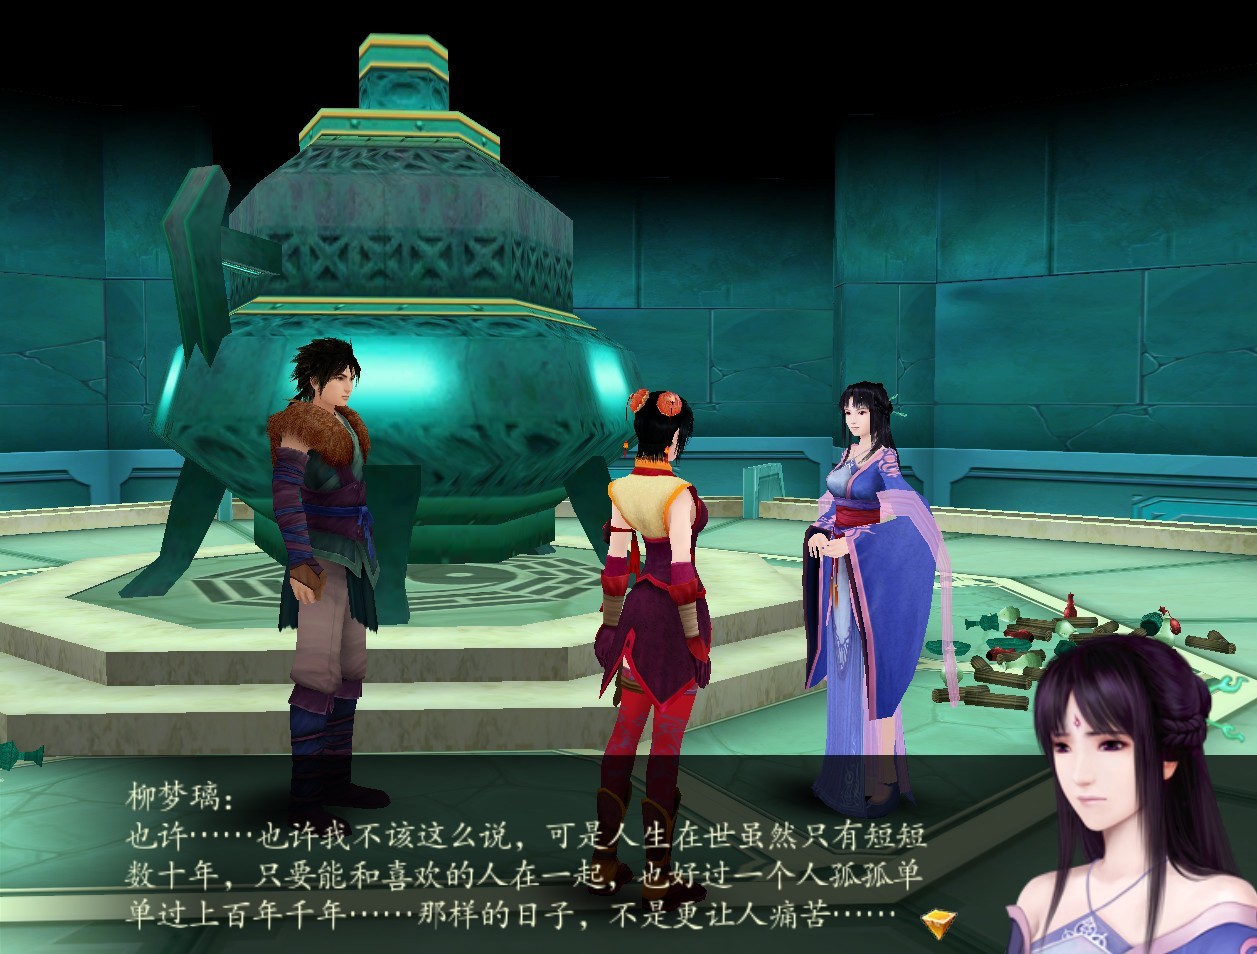 柳梦璃：
也许……也许我不该这么说，可是人生在世虽然只有短短
数十年，只要能和喜欢的人在一起，也好过一个人孤孤单
单过上百年千年……那样的日子，不是更让人痛苦……